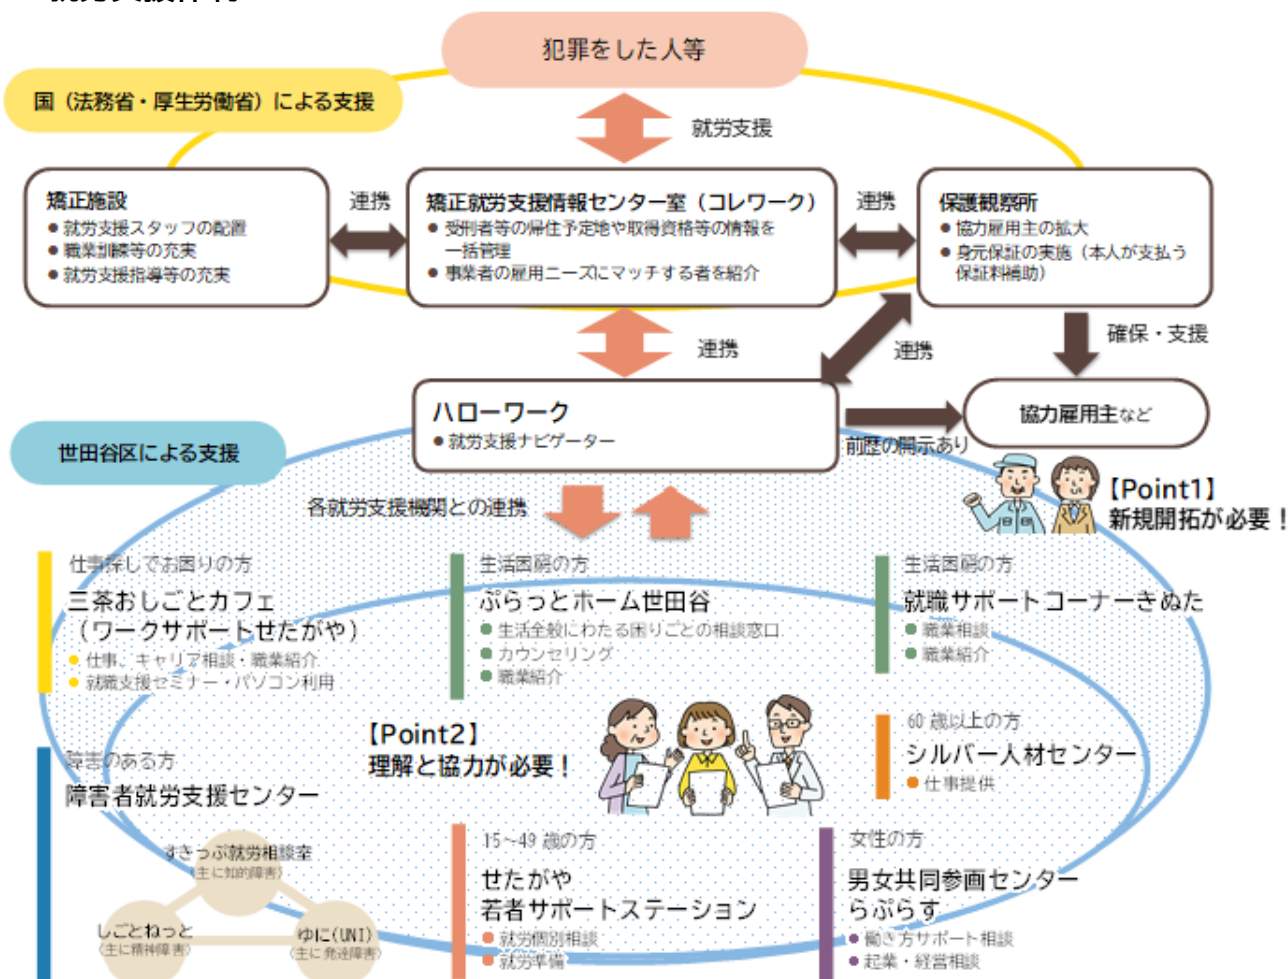 犯罪をした人等
国（法務省・厚生労働省）による支援
就労支援
矯正施設
● 就労支援スタッフの配置
● 職業訓練等の充実
● 就労支援指導等の充実
連携
矯正就労支援情報センター室（コレワーク）
● 受刑者等の帰住予定地や取得資格等の情報を
一括管理
● 事業者の雇用ニーズにマッチする者を紹介
連携
保護観察所
● 協力雇用主の拡大
● 身元保証の実施（本人が支払う
保証料補助）
連携
連携
確保・支援
ハローワーク
● 就労支援ナビゲーター
前歴の開示あり
協力雇用主など
世田谷区による支援
各就労支援機関との連携
【Point1】
新規開拓が必要！
仕事探しでお困りの方
三茶おしごとカフェ
（ワークサポートせたがや）
● 仕事、キャリア相談・職業紹介
● 就職支援セミナー・パソコン利用
生活困窮の方
ぷらっとホーム世田谷
● 生活全般にわたる困りごとの相談窓口
● カウンセリング
● 職業紹介
生活困窮の方
就職サポートコーナーきぬた
● 職業相談
● 職業紹介
【Point2】
理解と協力が必要！
60 歳以上の方
シルバー人材センター
● 仕事提供
障害のある方
障害者就労支援センター
すきっぷ就労相談室
〈主に知的障害〉
しごとねっと
〈主に精神障害〉
ゆに(UNI)
〈主に発達障害〉
15～49 歳の方
せたがや
若者サポートステーション
● 就労個別相談
● 就労準備
女性の方
男女共同参画センター
らぷらす
● 働き方サポート相談
● 起業・経営相談